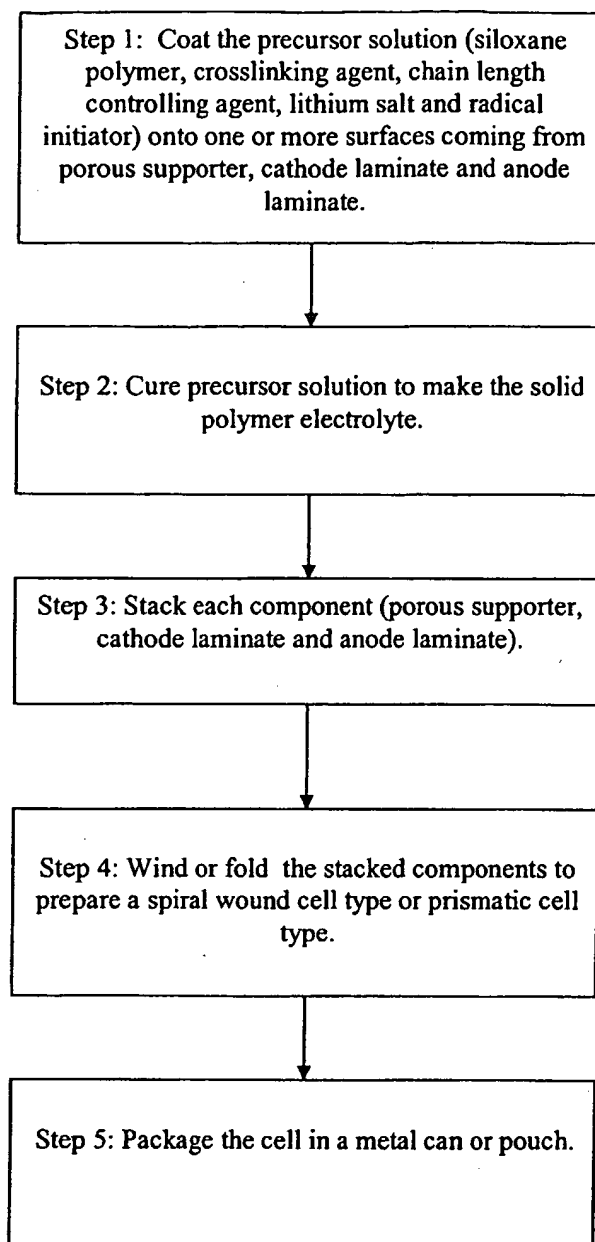 Step 1:  Coat the precursor solution (siloxane
polymer, crosslinking agent, chain length
controlling agent, lithium salt and radical
initiator) onto one or more surfaces coming from
porous supporter, cathode laminate and anode
laminate.
Step 2: Cure precursor solution to make the solid
polymer electrolyte.
Step 3: Stack each component (porous supporter,
cathode laminate and anode laminate).
Step 4: Wind or fold  the stacked components to
prepare a spiral wound cell type or prismatic cell
type.
Step 5: Package the cell in a metal can or pouch.